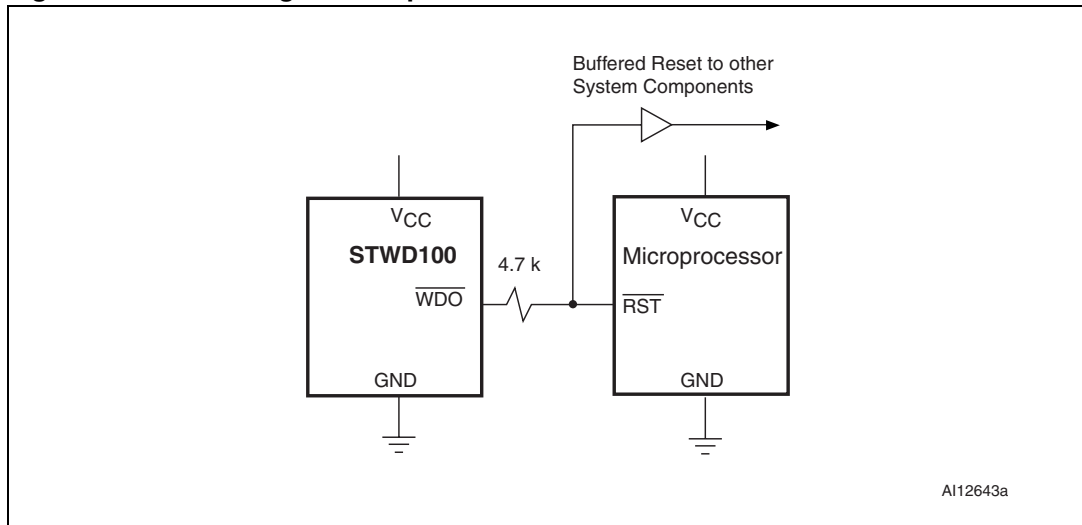 Buffered Reset to other
System Components
VCC
STWD100
WDO
GND
4.7 k
VCC
Microprocessor
RST
GND
AI12643a